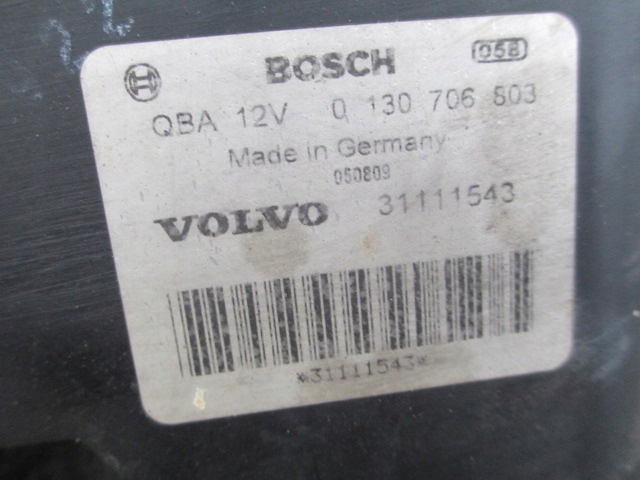 BOSCH 058
QBA 12V 0 130 706 803
Made in Germany
050809
VOLVO 31111543
*31111543*